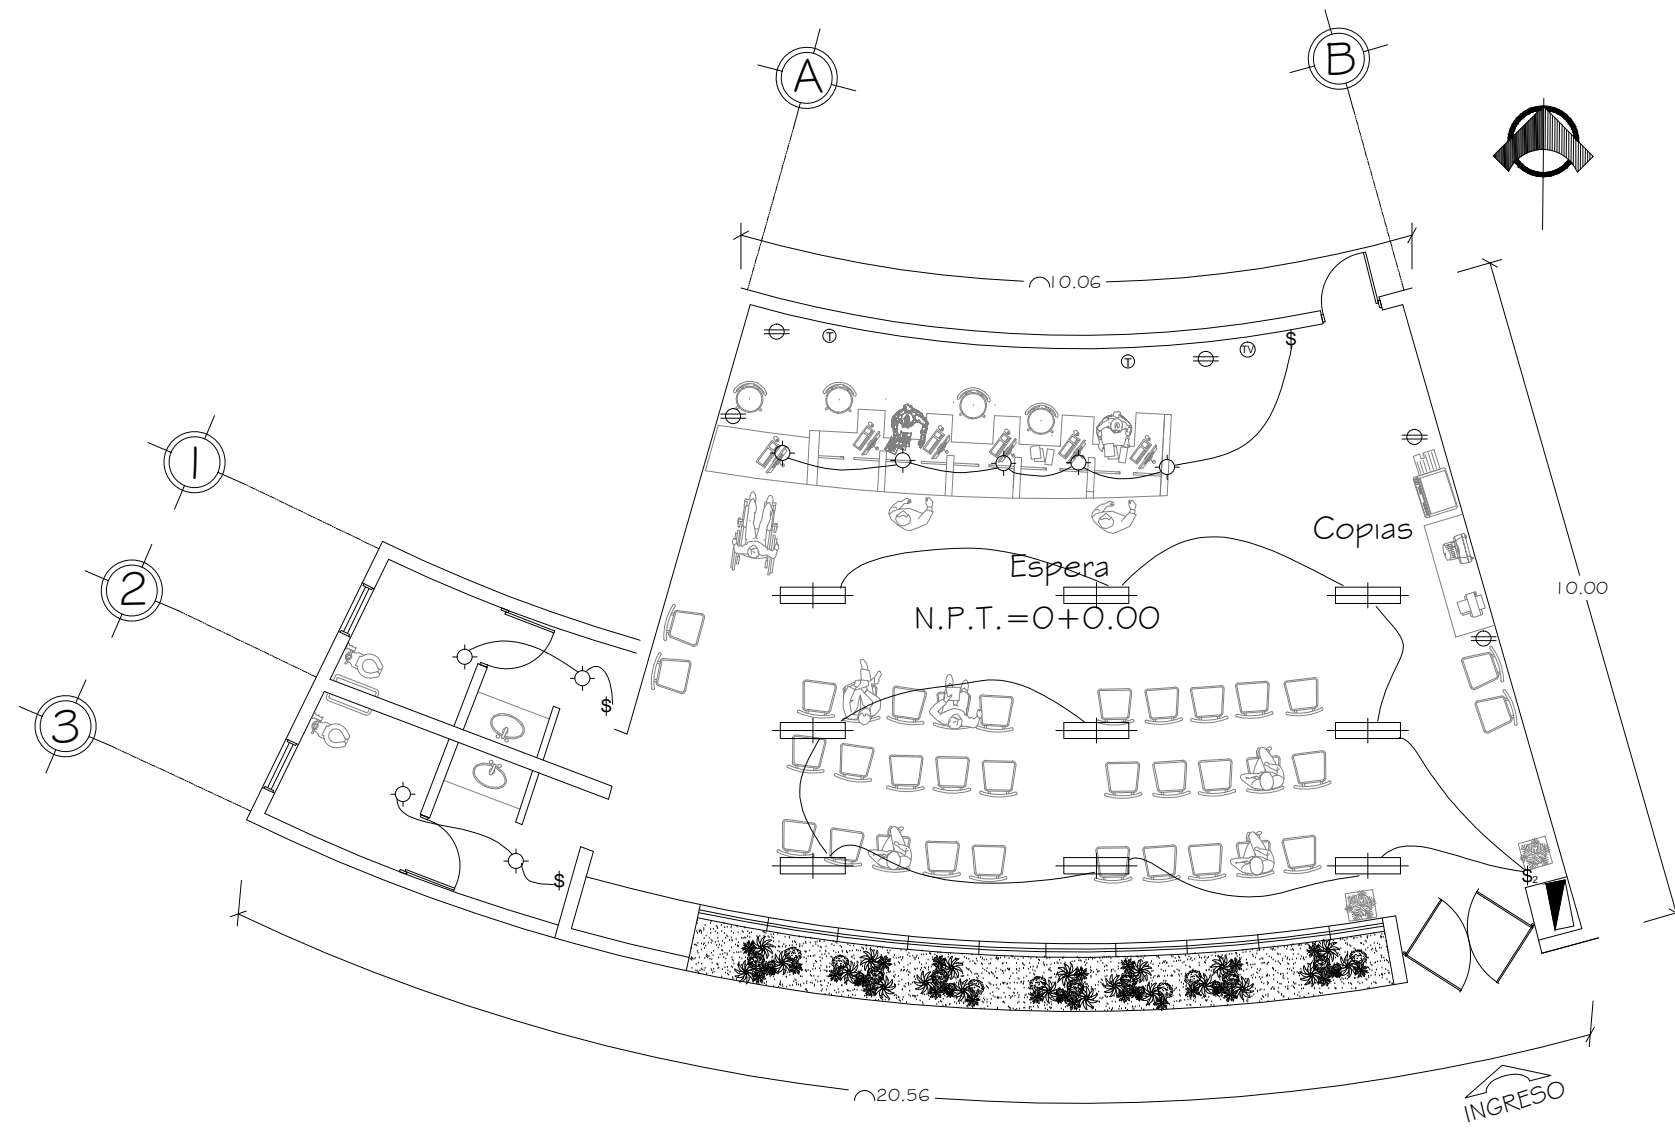 A
B
⌒10.06
T
T
TV
$
1
2
3
Copias
Espera
N.P.T.=0+0.00
10.00
$
$
$2
⌒20.56
INGRESO